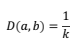 D(a,b) = 1/k